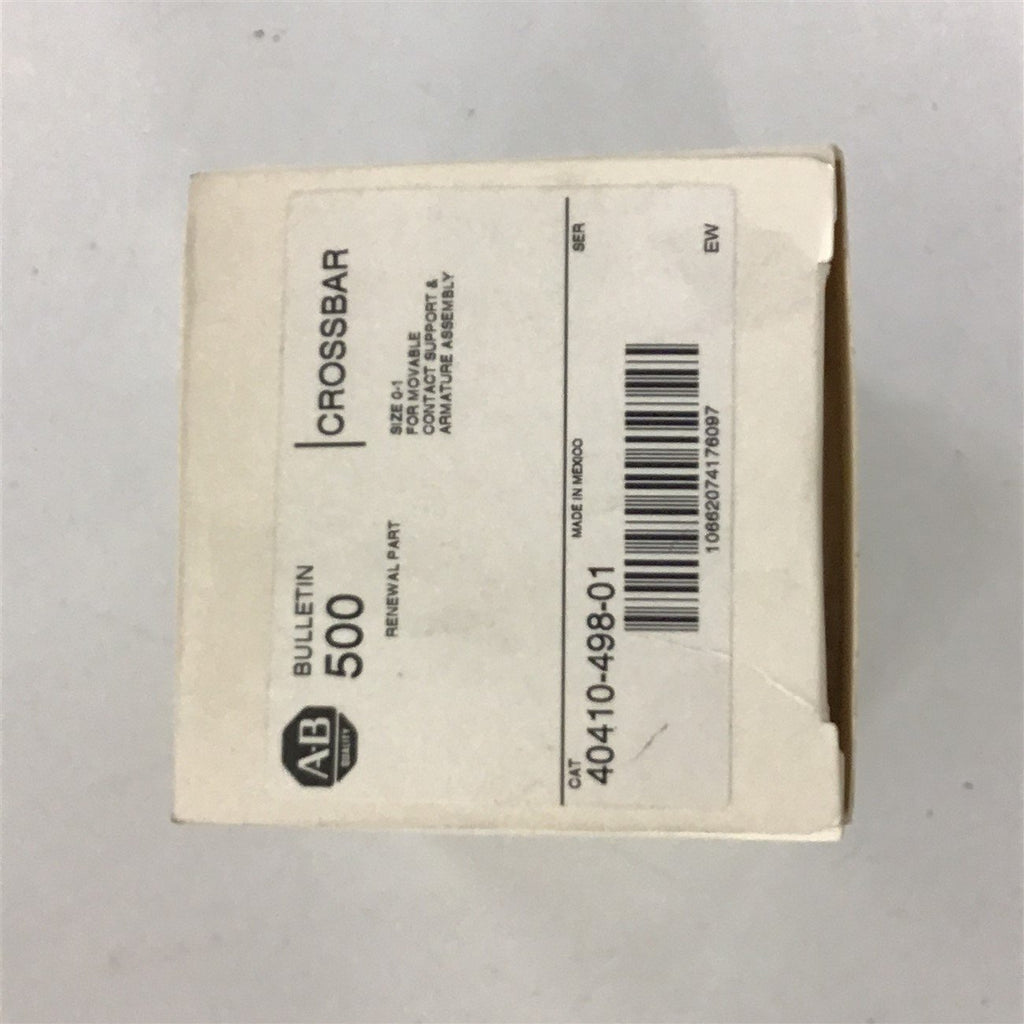 A-B
QUALITY
BULLETIN
500
CROSSBAR
RENEWAL PART
SIZE 0-1
FOR MOVABLE
CONTACT SUPPORT &
ARMATURE ASSEMBLY
CAT
40410-498-01
MADE IN MEXICO
SER
10662074176097
EW